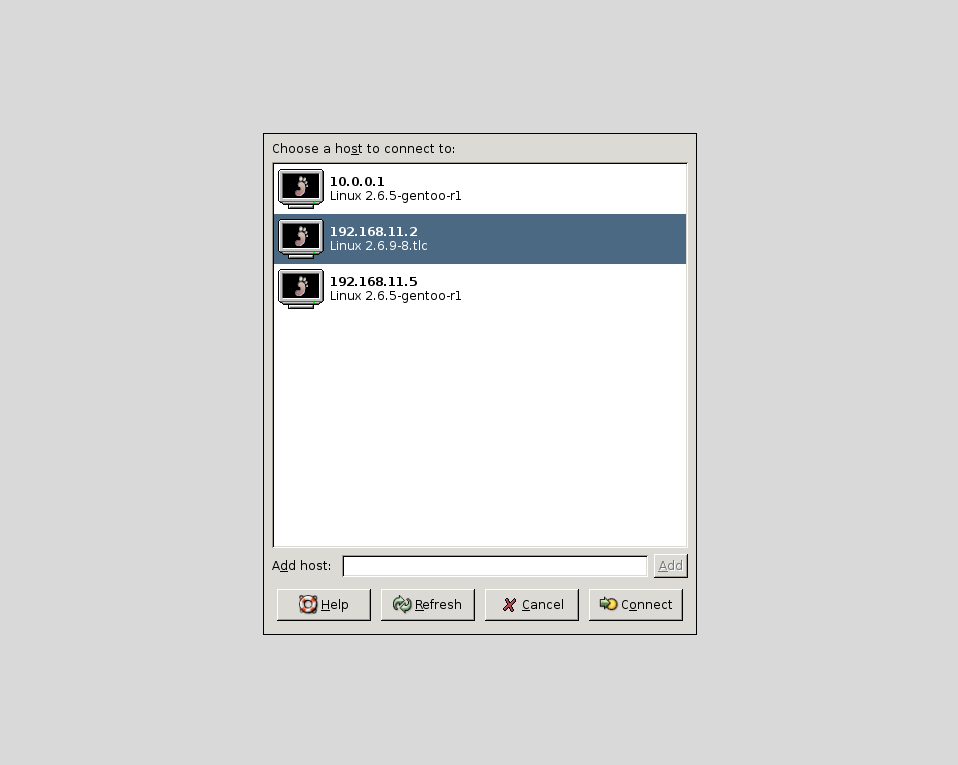 Choose a host to connect to:
10.0.0.1
Linux 2.6.5-gentoo-r1
192.168.11.2
Linux 2.6.9-8.tlc
192.168.11.5
Linux 2.6.5-gentoo-r1
Add host: Add
Help Refresh Cancel Connect